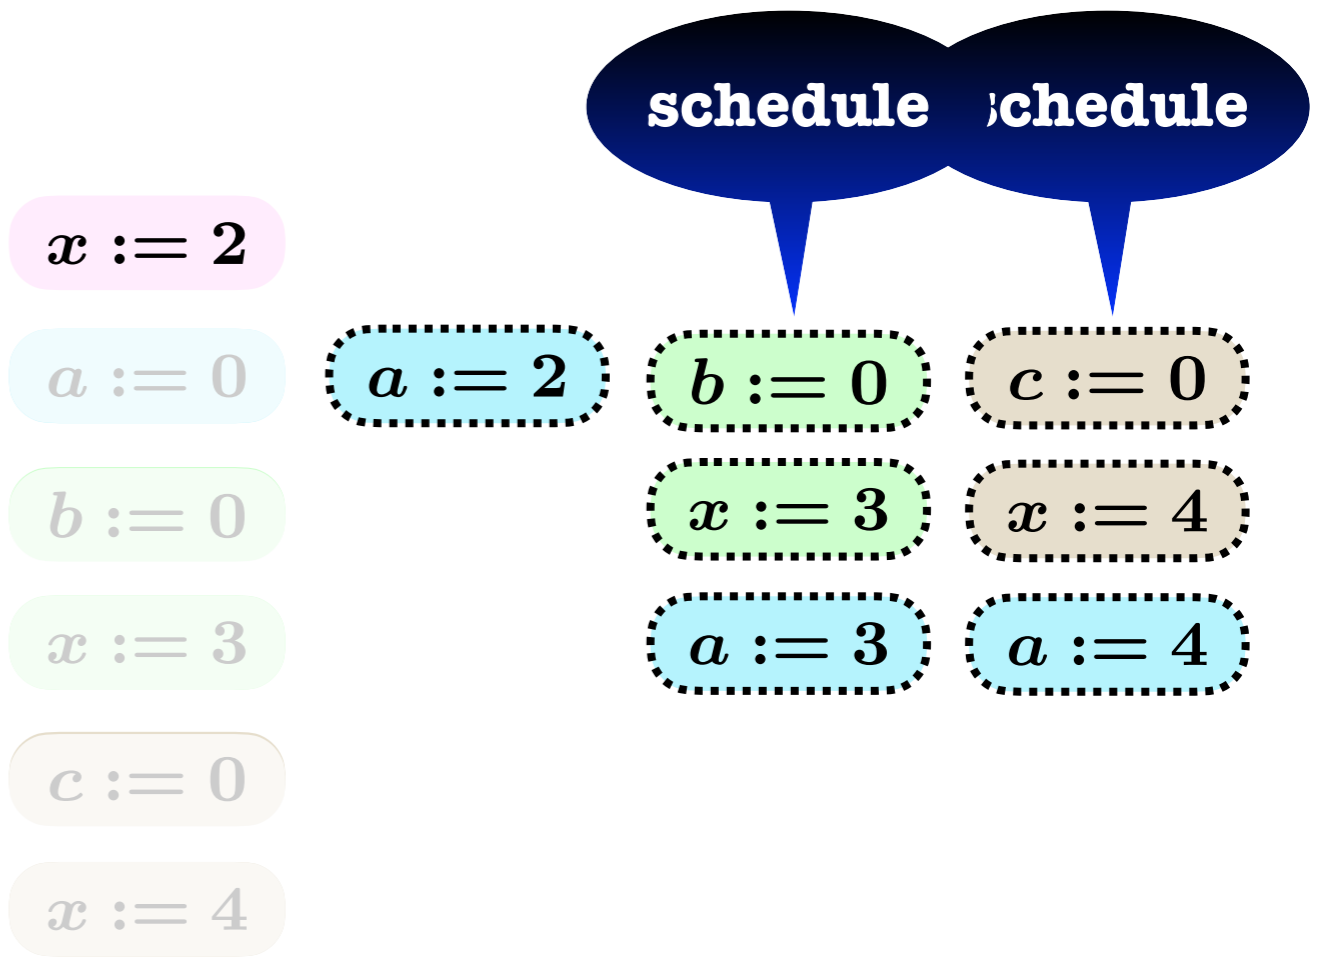 schedule schedule
x := 2
a := 0 a := 2 b := 0 c := 0
b := 0 x := 3 x := 4
x := 3 a := 3 a := 4
c := 0
x := 4